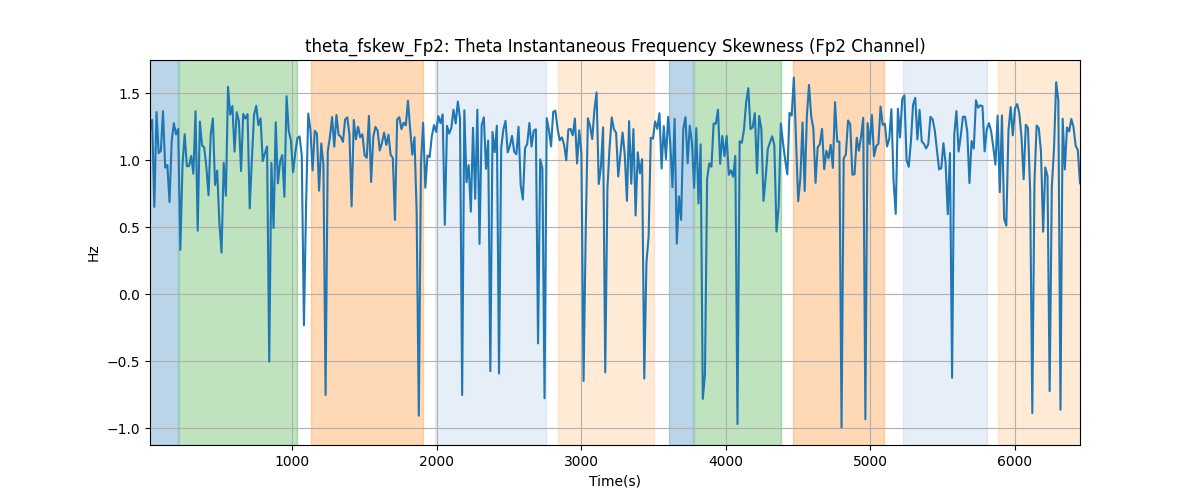 theta_fskew_Fp2: Theta Instantaneous Frequency Skewness (Fp2 Channel)
1.5
1.0
0.5
0.0
−0.5
−1.0
Hz
1000 2000 3000 4000 5000 6000
Time(s)